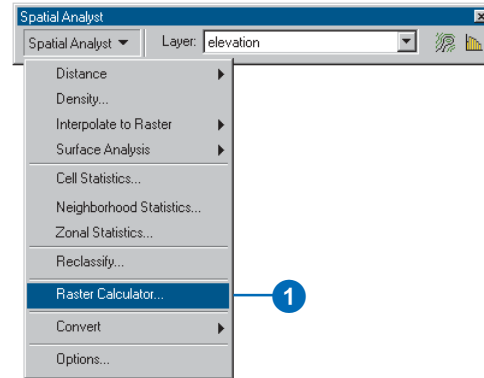 Spatial Analyst
Spatial Analyst Layer: elevation
Distance
Density...
Interpolate to Raster
Surface Analysis
Cell Statistics...
Neighborhood Statistics...
Zonal Statistics...
Reclassify...
Raster Calculator... 1
Convert
Options...